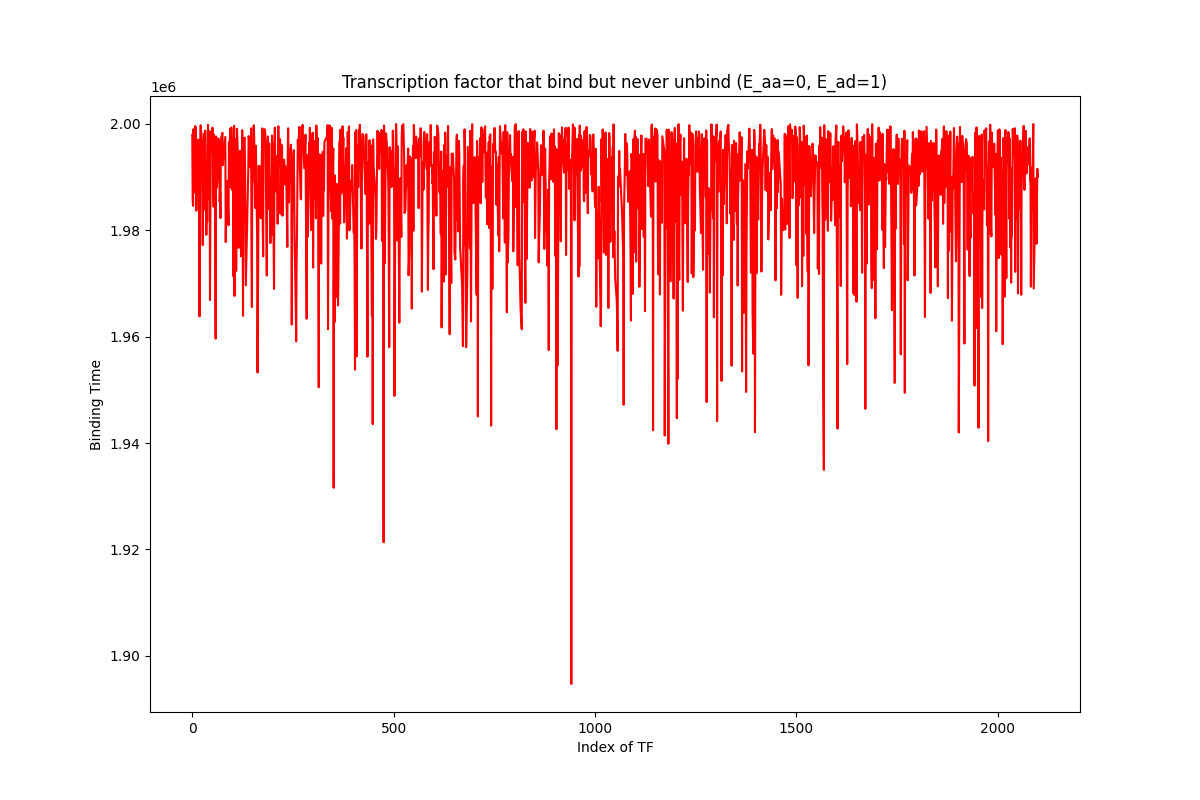 Transcription factor that bind but never unbind (E_aa=0, E_ad=1)
1e6
2.00
1.98
1.96
1.94
1.92
1.90
Binding Time
0 500 1000 1500 2000
Index of TF